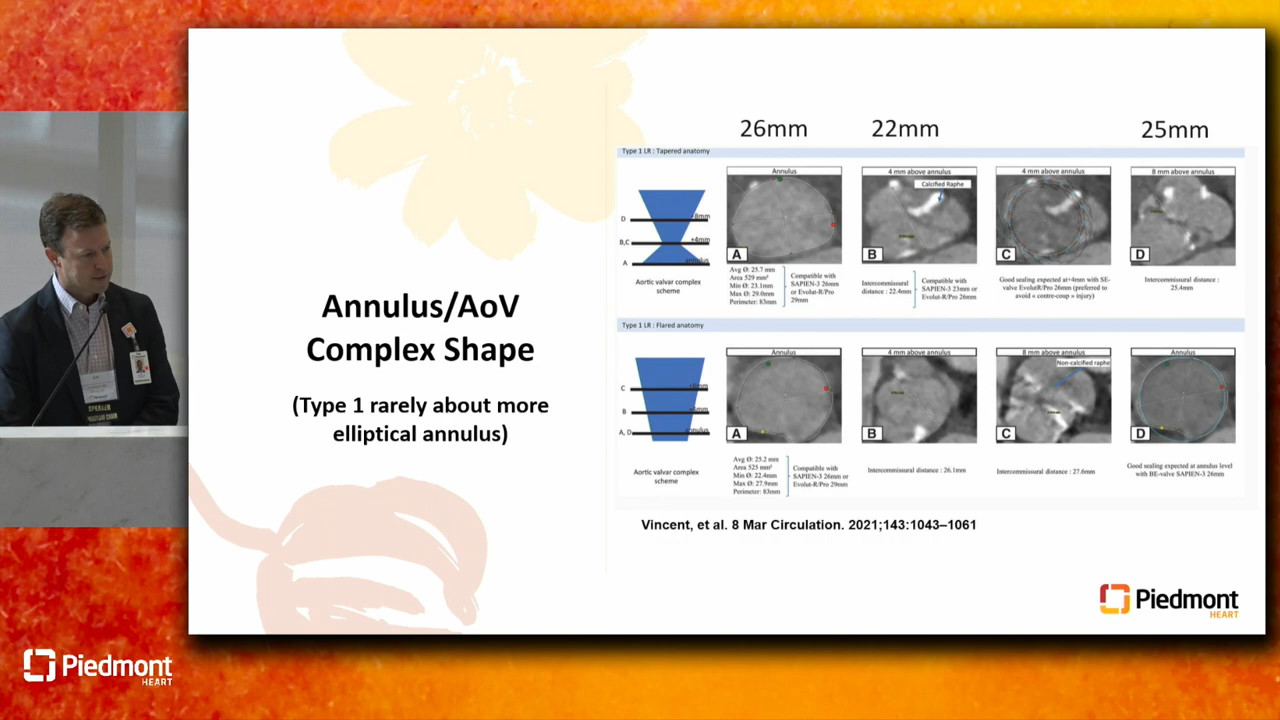 Annulus/AoV
Complex Shape
(Type 1 rarely about more
elliptical annulus)
26mm
22mm
25mm
Type 1 LR : Tapered anatomy
D
+8mm
B,C
+4mm
A
annulus
Aortic valvar complex
scheme
Annulus
A
Avg Ø: 25.7 mm
Area 529 mm²
Min Ø: 23.1mm
Max Ø: 29.0mm
Perimeter: 83mm
Compatible with
SAPIEN-3 26mm
or Evolut-R/Pro
29mm
4 mm above annulus
Calcified Raphe
B
Intercommissural
distance : 22.4mm
Compatible with
SAPIEN-3 23mm or
Evolut-R/Pro 26mm
4 mm above annulus
C
Good sealing expected at+4mm with SE-
valve EvolutR/Pro 26mm (preferred to
avoid « contre-coup » injury)
8 mm above annulus
D
Intercommissural distance :
25.4mm
Type 1 LR : Flared anatomy
C
B
A, D
annulus
Aortic valvar complex
scheme
Annulus
A
Avg Ø: 25.2 mm
Area 525 mm²
Min Ø: 22.4mm
Max Ø: 27.9mm
Perimeter: 83mm
Compatible with
SAPIEN-3 26mm or
Evolut-R/Pro 29mm
4 mm above annulus
B
Intercommissural distance : 26.1mm
8 mm above annulus
Non-calcified raphe
C
Intercommissural distance : 27.6mm
Annulus
D
Good sealing expected at annulus level
with BE-valve SAPIEN-3 26mm
Vincent, et al. 8 Mar Circulation. 2021;143:1043–1061
Piedmont
HEART
SPEAKER
Piedmont
HEART